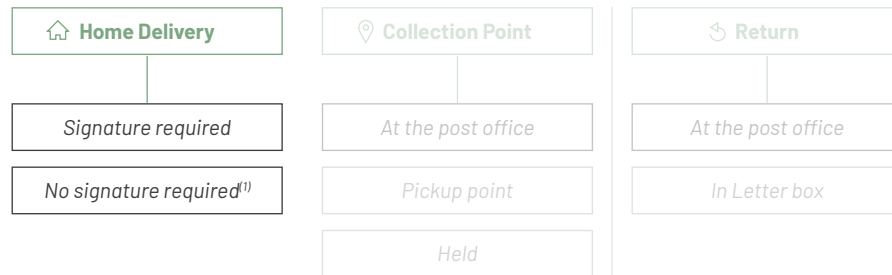 Home Delivery
Collection Point
Return
Signature required
At the post office
At the post office
No signature required(1)
Pickup point
In Letter box
Held